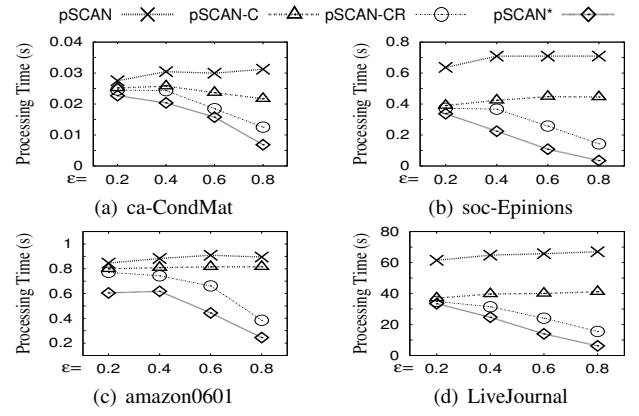 pSCAN pSCAN-C pSCAN-CR pSCAN*
Processing Time (s)
0.04
0.03
0.02
0.01
0
ε= 0.2 0.4 0.6 0.8
(a) ca-CondMat
Processing Time (s)
0.8
0.6
0.4
0.2
0
ε= 0.2 0.4 0.6 0.8
(b) soc-Epinions
Processing Time (s)
1
0.8
0.6
0.4
0.2
ε= 0.2 0.4 0.6 0.8
(c) amazon0601
Processing Time (s)
80
60
40
20
0
ε= 0.2 0.4 0.6 0.8
(d) LiveJournal